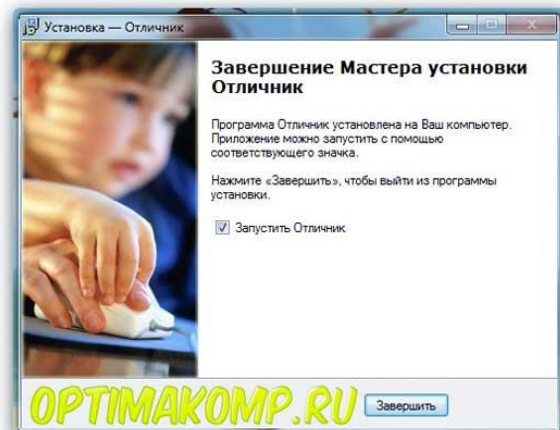 Установка — Отличник
Завершение Мастера установки
Отличник
Программа Отличник установлена на Ваш компьютер.
Приложение можно запустить с помощью
соответствующего значка.
Нажмите «Завершить», чтобы выйти из программы
установки.
Запустить Отличник
OPTIMAKOMP.RU
Завершить